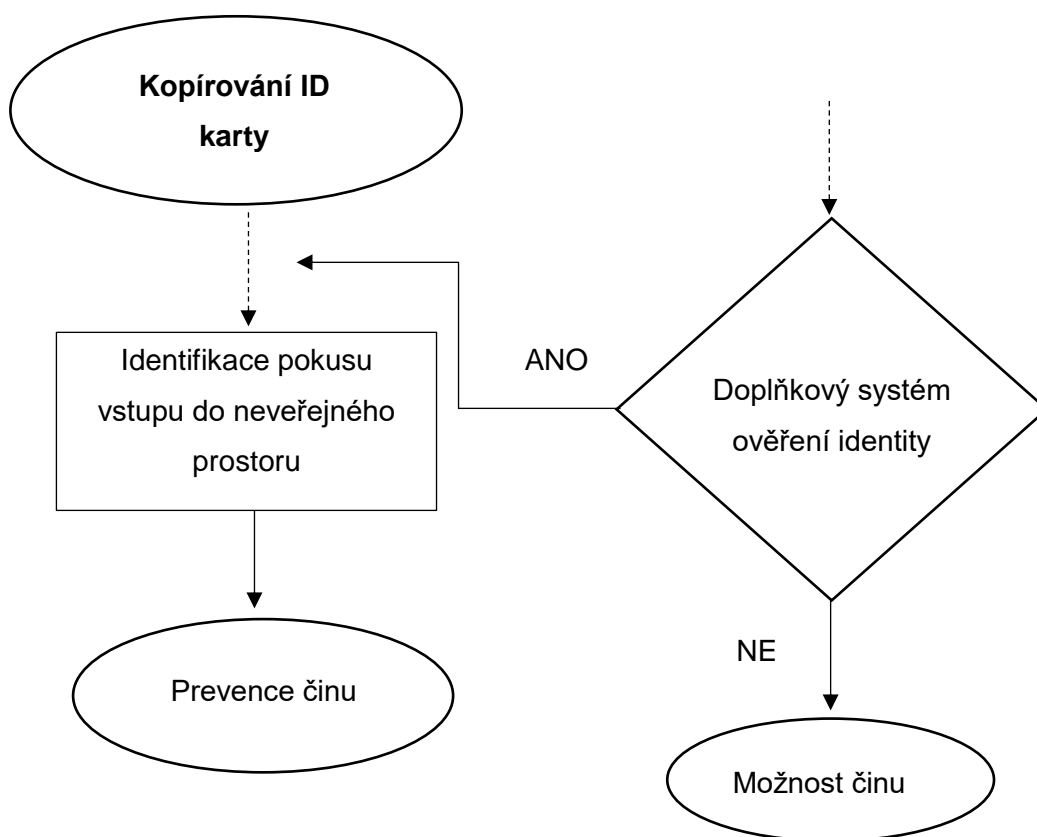 Kopírování ID
karty
Identifikace pokusu
vstupu do neveřejného
prostoru
Prevence činu
ANO
Doplňkový systém
ověření identity
NE
Možnost činu